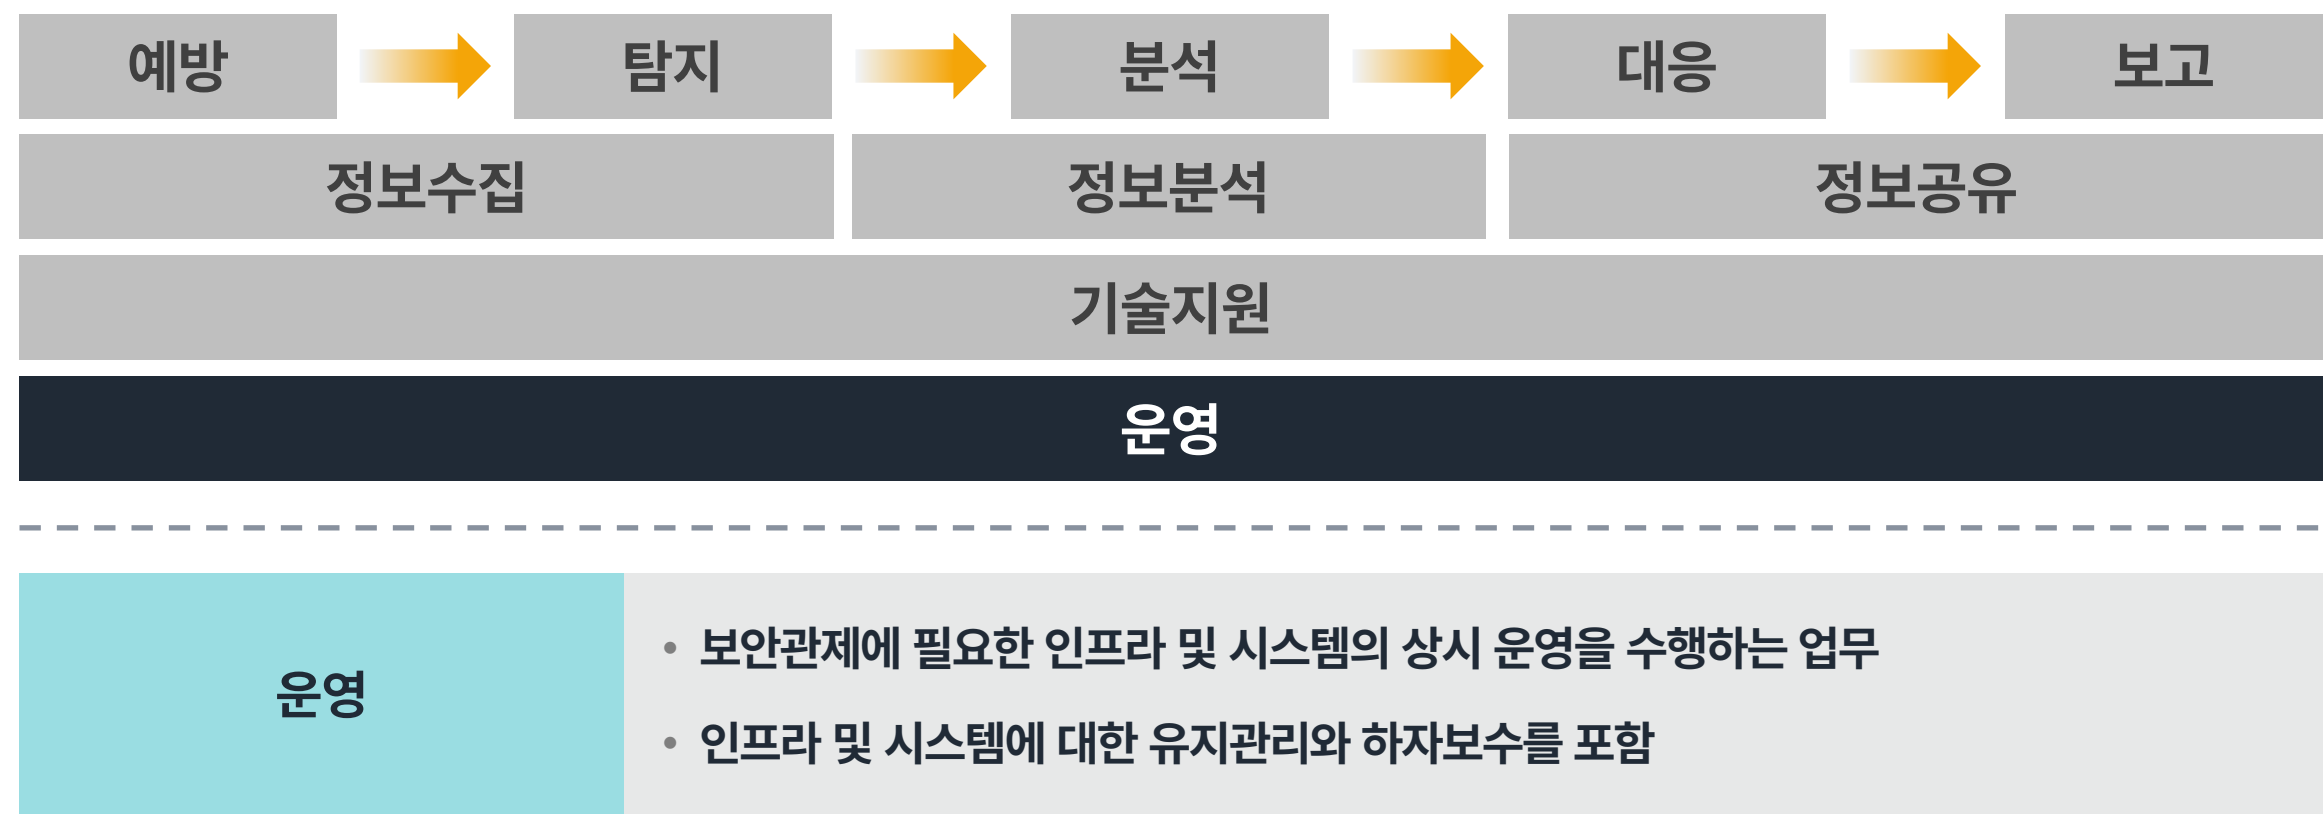 예방
탐지
분석
대응
보고
정보수집
정보분석
정보공유
기술지원
운영
운영
• 보안관제에 필요한 인프라 및 시스템의 상시 운영을 수행하는 업무
• 인프라 및 시스템에 대한 유지관리와 하자보수를 포함